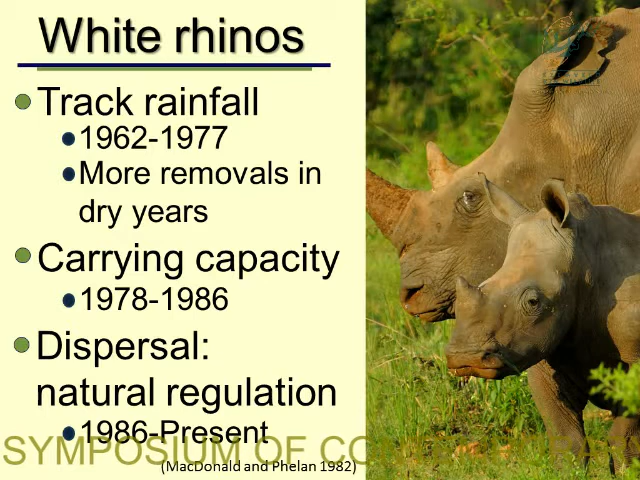 White rhinos
Track rainfall
1962-1977
More removals in
dry years
Carrying capacity
1978-1986
Dispersal:
natural regulation
1986-Present
SYMPOSIUM OF
(MacDonald and Phelan 1982)